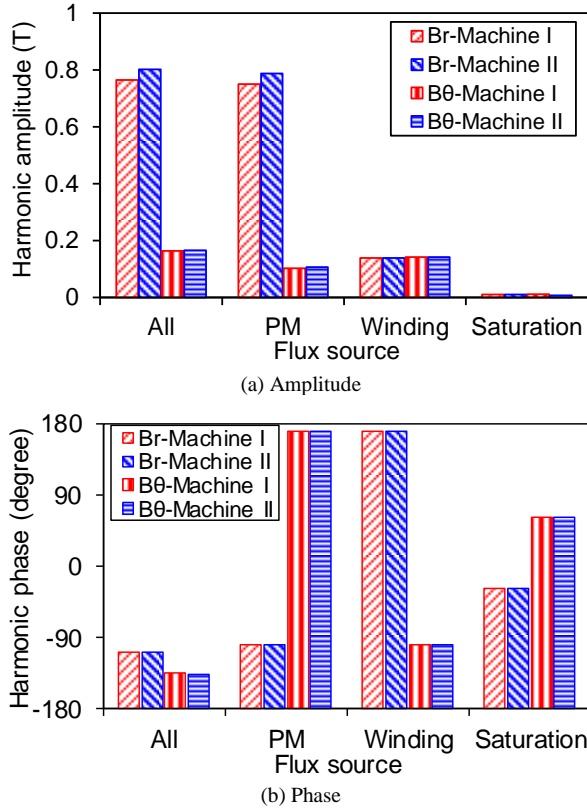 Harmonic amplitude (T)
1
0.8
0.6
0.4
0.2
0
Br-Machine I
Br-Machine II
Bθ-Machine I
Bθ-Machine II
All PM Winding Saturation
Flux source
(a) Amplitude
Harmonic phase (degree)
180
90
0
-90
-180
Br-Machine I
Br-Machine II
Bθ-Machine I
Bθ-Machine II
All PM Winding Saturation
Flux source
(b) Phase